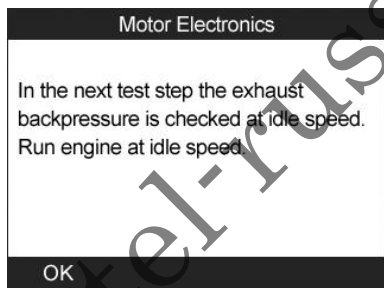 Motor Electronics
In the next test step the exhaust
backpressure is checked at idle speed.
Run engine at idle speed.
OK